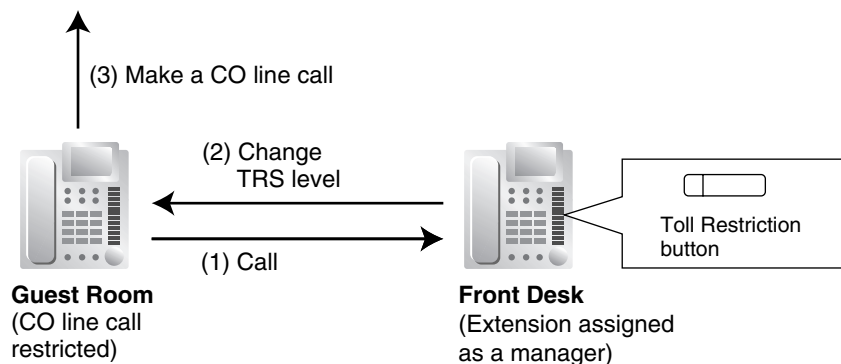 (3) Make a CO line call
(2) Change
TRS level
(1) Call
Toll Restriction
button
Guest Room
(CO line call
restricted)
Front Desk
(Extension assigned
as a manager)